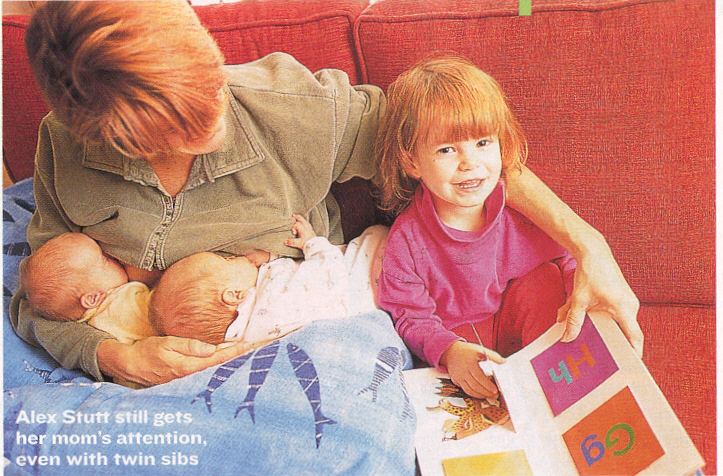 Alex Stutt still gets
her mom's attention,
even with twin sibs
Hh
Gg